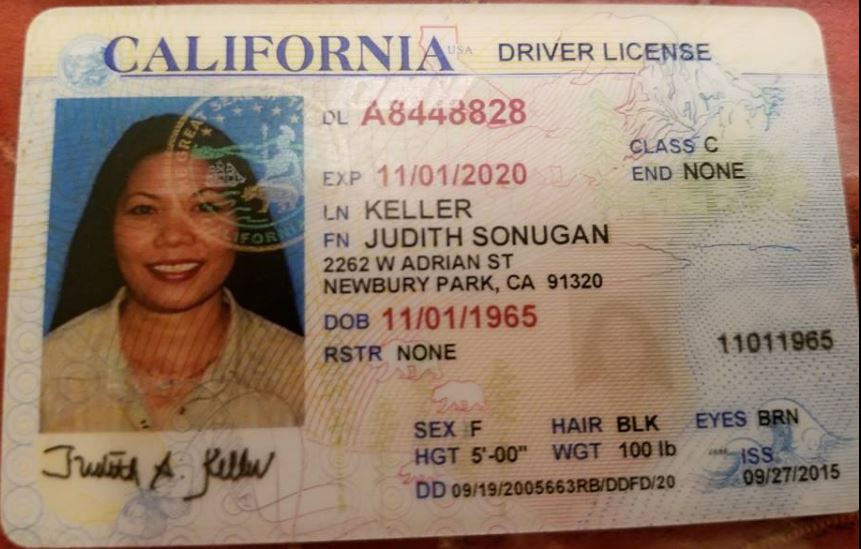 CALIFORNIA USA DRIVER LICENSE
DL A8448828
CLASS C
EXP 11/01/2020
END NONE
LN KELLER
FN JUDITH SONUGAN
2262 W ADRIAN ST
NEWBURY PARK, CA 91320
DOB 11/01/1965
RSTR NONE
11011965
SEX F HAIR BLK EYES BRN
HGT 5'-00" WGT 100 lb ISS
DD 09/19/2005663RB/DDFD/20 09/27/2015
Judith S. Keller